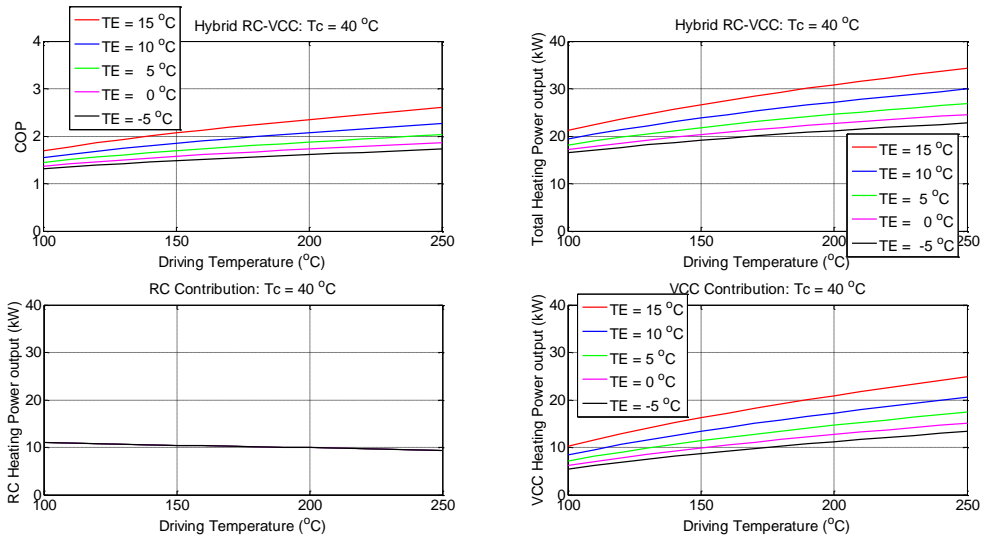 Hybrid RC-VCC: Tc = 40 °C
TE = 15 °C
TE = 10 °C
TE = 5 °C
TE = 0 °C
TE = -5 °C
COP
4
3
2
1
0
100
150
200
250
Driving Temperature (°C)
Hybrid RC-VCC: Tc = 40 °C
Total Heating Power output (kW)
40
30
20
10
0
100
150
200
250
Driving Temperature (°C)
TE = 15 °C
TE = 10 °C
TE = 5 °C
TE = 0 °C
TE = -5 °C
RC Contribution: Tc = 40 °C
RC Heating Power output (kW)
40
30
20
10
0
100
150
200
250
Driving Temperature (°C)
VCC Contribution: Tc = 40 °C
VCC Heating Power output (kW)
40
30
20
10
0
TE = 15 °C
TE = 10 °C
TE = 5 °C
TE = 0 °C
TE = -5 °C
100
150
200
250
Driving Temperature (°C)